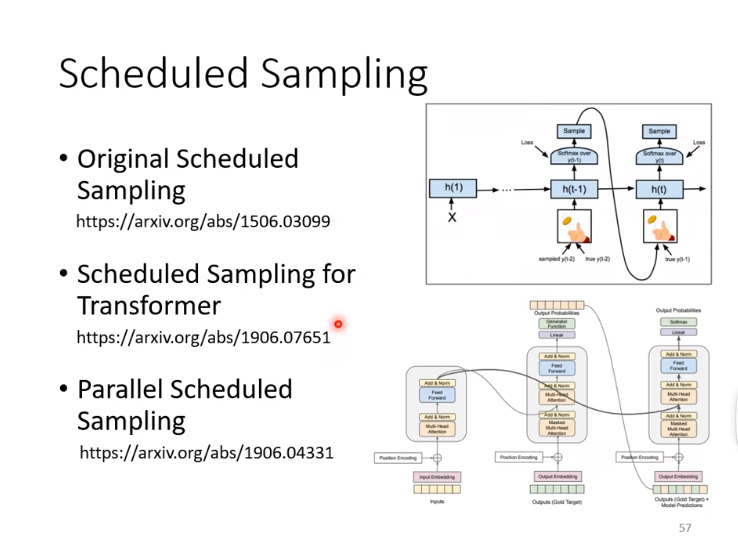 Scheduled Sampling
• Original Scheduled
Sampling
https://arxiv.org/abs/1506.03099
• Scheduled Sampling for
Transformer
https://arxiv.org/abs/1906.07651
• Parallel Scheduled
Sampling
https://arxiv.org/abs/1906.04331
Sample
Sample
Loss
Loss
Softmax over
y(t-1)
Softmax over
y(t)
h(1)
...
h(t-1)
h(t)
X
sampled y(t-2)
true y(t-2)
true y(t-1)
Output Probabilities
Generator
Function
Linear
Add & Norm
Feed
Forward
Add & Norm
Multi-Head
Attention
Add & Norm
Masked
Multi-Head
Attention
Output Probabilities
Softmax
Linear
Add & Norm
Feed
Forward
Add & Norm
Multi-Head
Attention
Add & Norm
Masked
Multi-Head
Attention
Add & Norm
Feed
Forward
Add & Norm
Multi-Head
Attention
Position Encoding
Position Encoding
Position Encoding
Input Embedding
Output Embedding
Output Embedding
Inputs
Outputs (Gold Target)
Outputs (Gold Target) +
Model Predictions
57